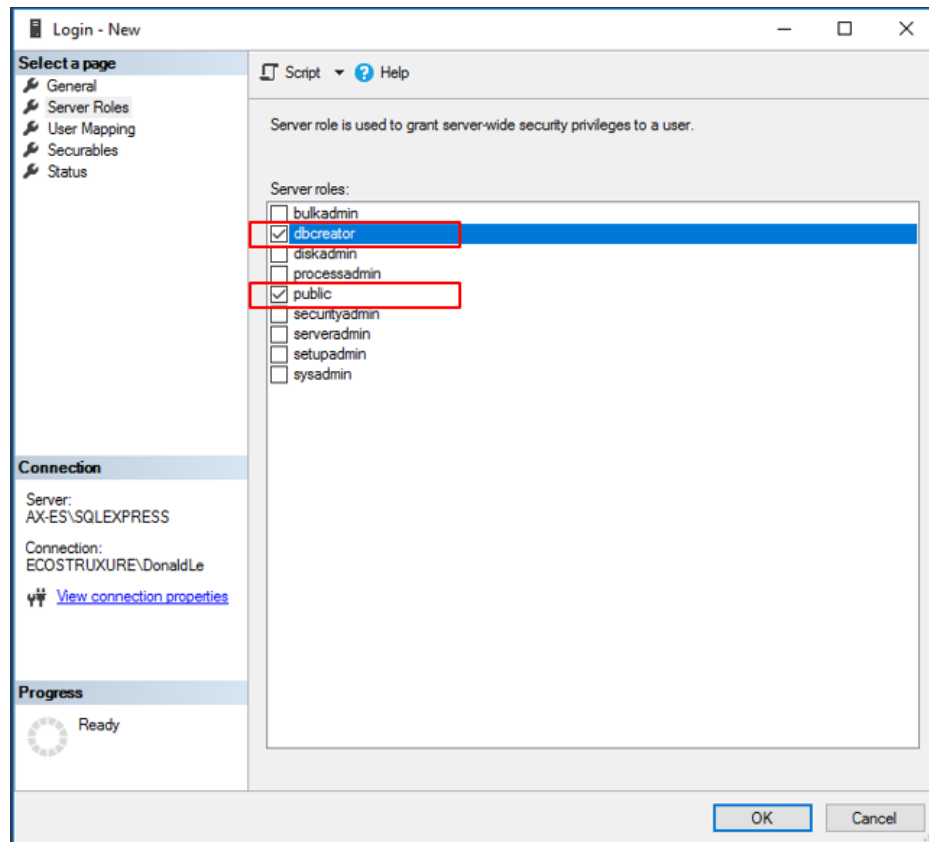 Login - New
Select a page
General
Server Roles
User Mapping
Securables
Status
Script
Help
Server role is used to grant server-wide security privileges to a user.
Server roles:
bulkadmin
dbcreator
diskadmin
processadmin
public
securityadmin
serveradmin
setupadmin
sysadmin
Connection
Server:
AX-ES\SQLEXPRESS
Connection:
ECOSTRUXURE\DonaldLe
View connection properties
Progress
Ready
OK
Cancel